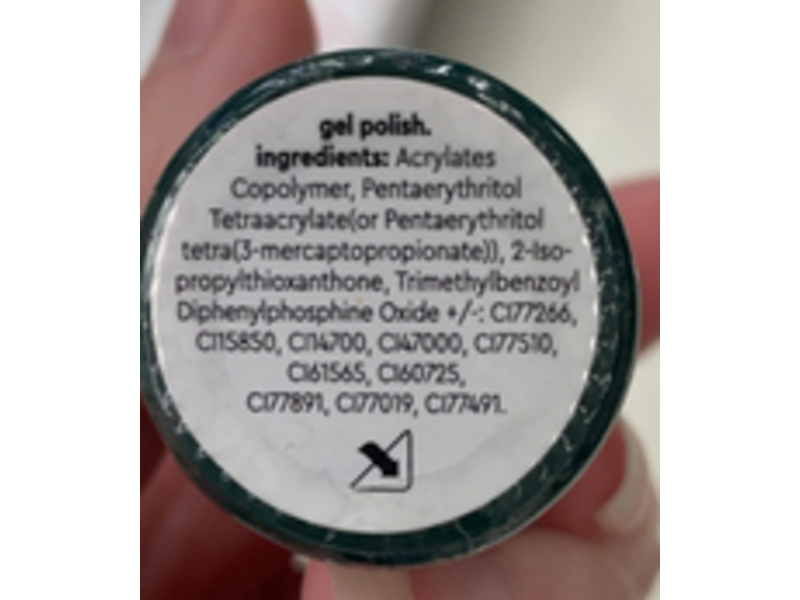 gel polish.
ingredients: Acrylates
Copolymer, Pentaerythritol
Tetraacrylate(or Pentaerythritol
tetra(3-mercaptopropionate)), 2-Iso-
propylthioxanthone, Trimethylbenzoyl
Diphenylphosphine Oxide +/-: CI77266,
CI15850, CI14700, CI47000, CI77510,
CI61565, CI60725,
CI77891, CI77019, CI77491.